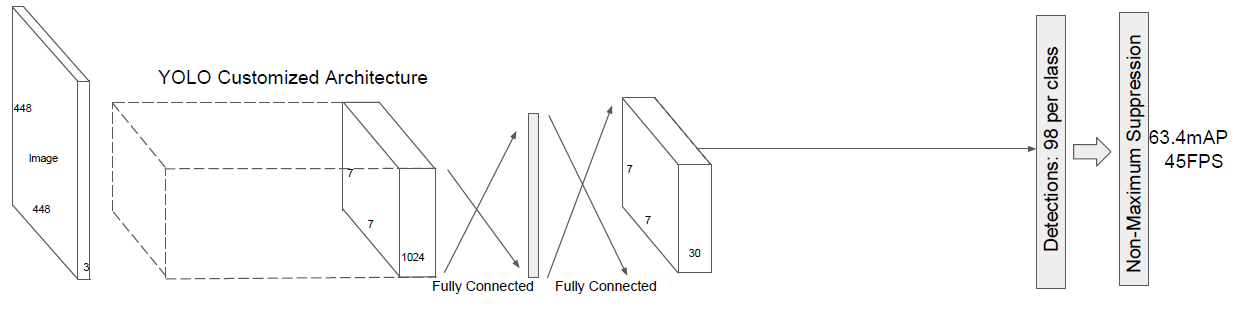 YOLO Customized Architecture
448
Image
448
3
7
7
1024
Fully Connected
Fully Connected
7
7
30
Detections: 98 per class
Non-Maximum Suppression
63.4mAP
45FPS